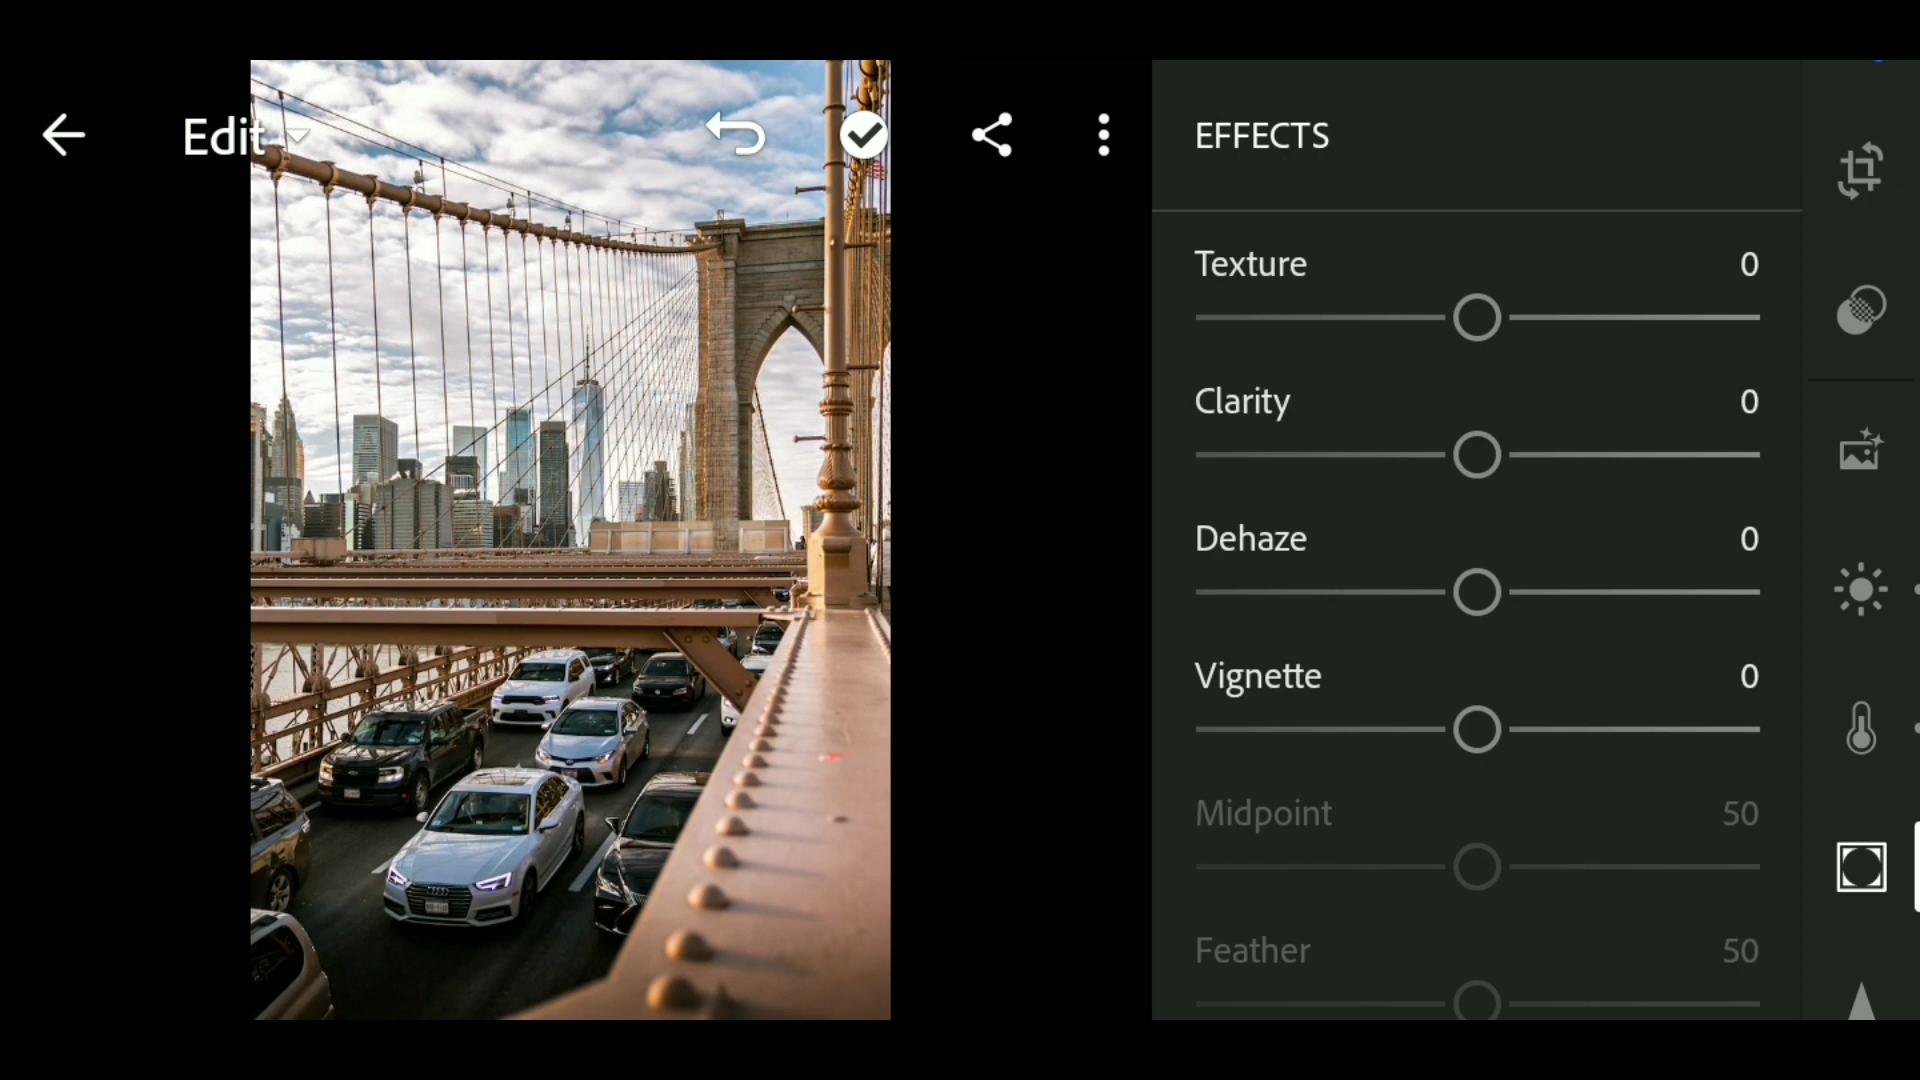 Edit
EFFECTS
Texture 0
Clarity 0
Dehaze 0
Vignette 0
Midpoint 50
Feather 50